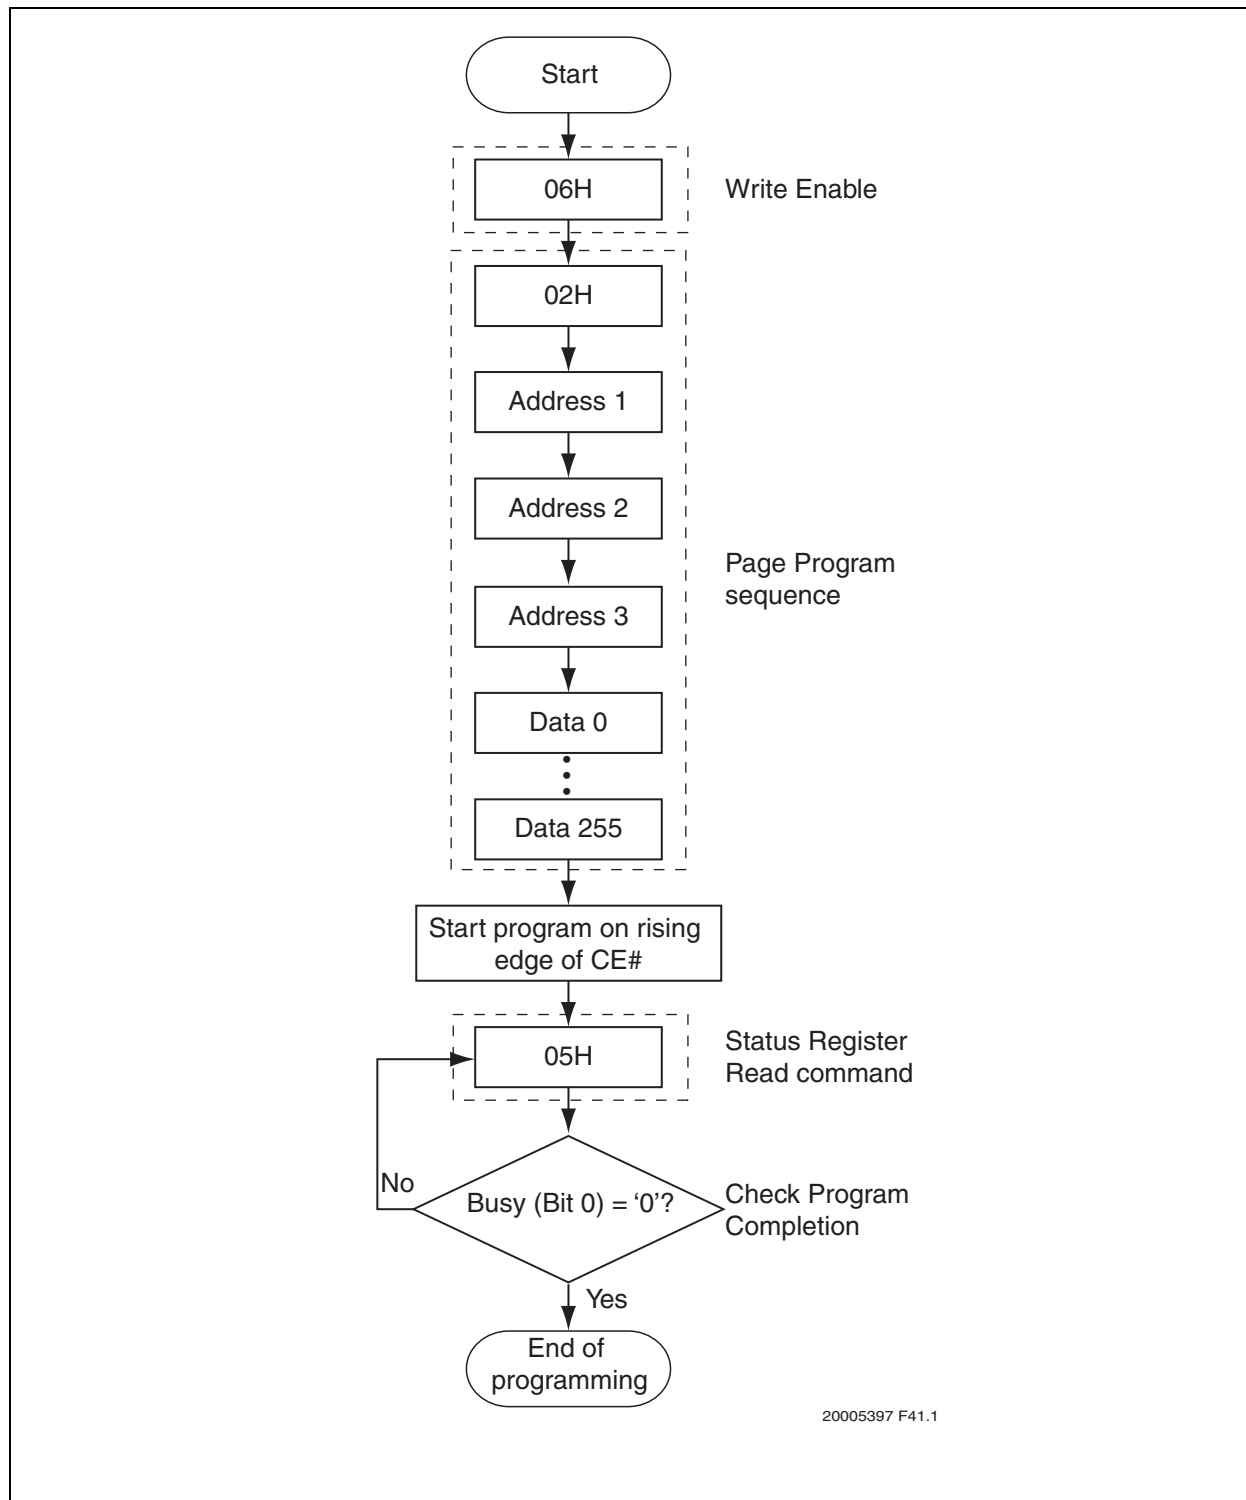 Start
06H
Write Enable
02H
Address 1
Address 2
Page Program
sequence
Address 3
Data 0
Data 255
Start program on rising
edge of CE#
05H
Status Register
Read command
No
Busy (Bit 0) = ‘0’?
Check Program
Completion
Yes
End of
programming
20005397 F41.1